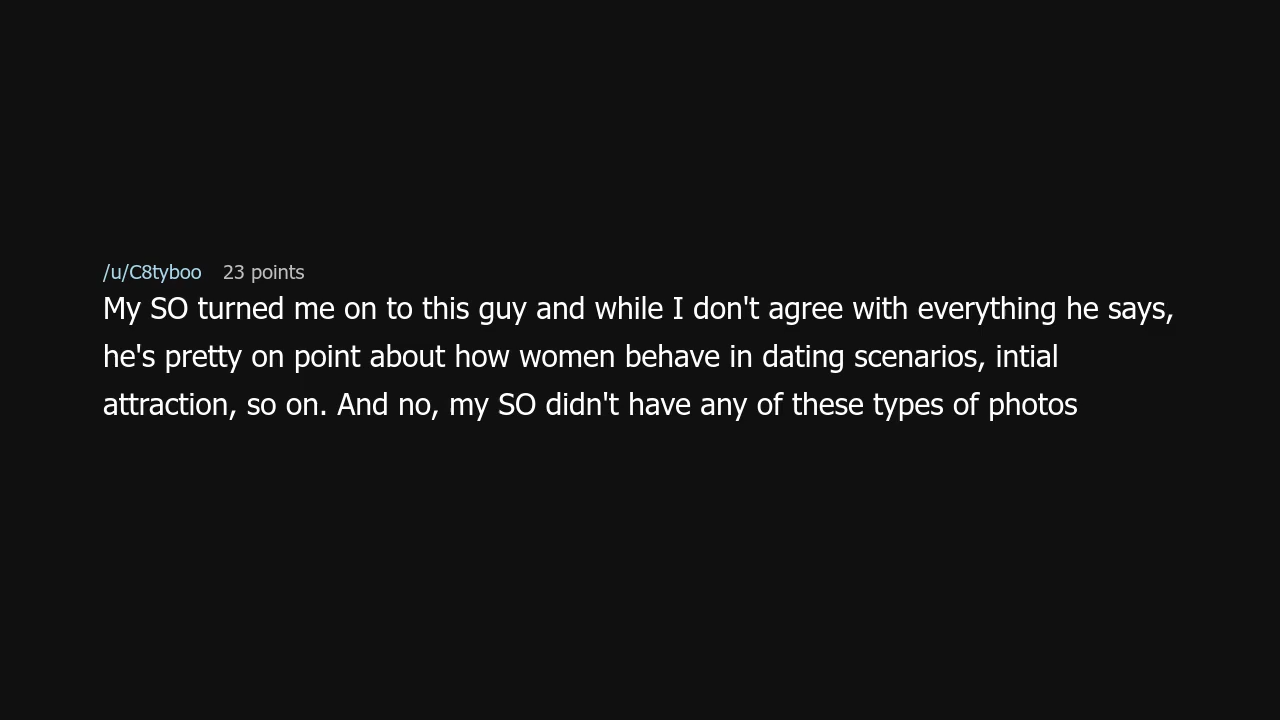 /u/C8tyboo 23 points
My SO turned me on to this guy and while I don't agree with everything he says,
he's pretty on point about how women behave in dating scenarios, intial
attraction, so on. And no, my SO didn't have any of these types of photos